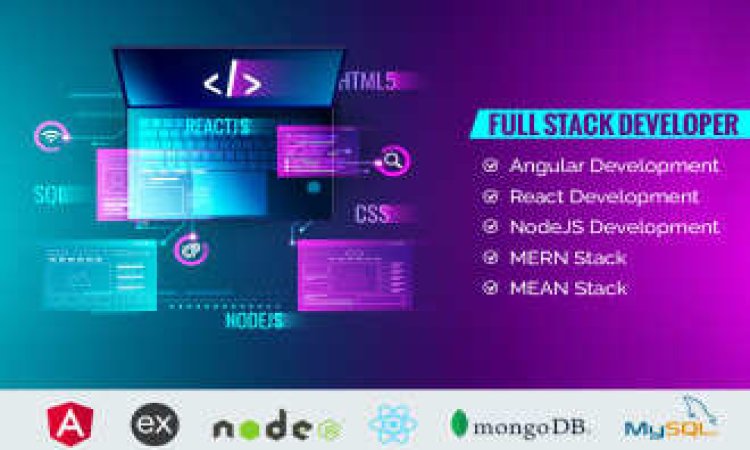 </>
HTML5
REACTJS
SQL
CSS
NODEJS
FULL STACK DEVELOPER
Angular Development
React Development
NodeJS Development
MERN Stack
MEAN Stack
A
ex
node
mongoDB.
MySQL